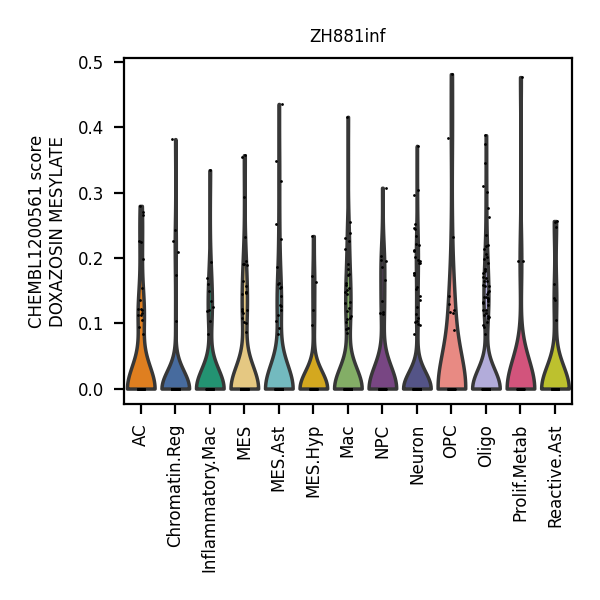 ZH881inf
CHEMBL1200561 score
DOXAZOSIN MESYLATE
0.5
0.4
0.3
0.2
0.1
0.0
AC
Chromatin.Reg
Inflammatory.Mac
MES
MES.Ast
MES.Hyp
Mac
NPC
Neuron
OPC
Oligo
Prolif.Metab
Reactive.Ast